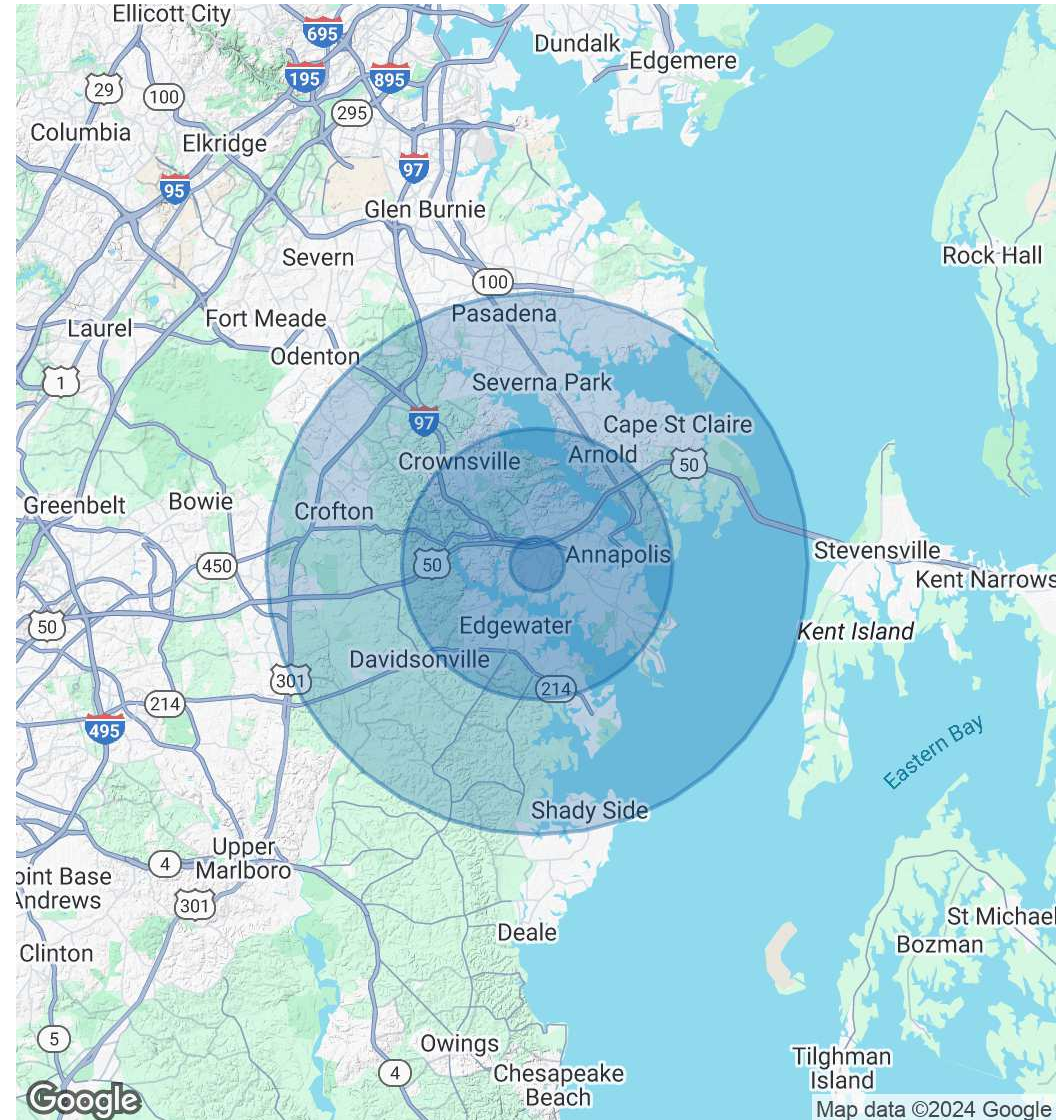 Ellicott City
695
Dundalk
Edgemere
195
895
29
100
295
Columbia
Elkridge
97
95
Glen Burnie
Rock Hall
Severn
100
Pasadena
Fort Meade
Laurel
Odenton
1
Severna Park
97
Cape St Claire
Arnold
Crownsville
50
Greenbelt
Bowie
Crofton
Annapolis
Stevensville
450
50
Kent Narrows
50
Edgewater
Kent Island
Davidsonville
301
214
214
495
Eastern Bay
Shady Side
Upper
Marlboro
4
oint Base
Andrews
301
St Michael
Deale
Bozman
Clinton
5
Owings
Tilghman
Island
4
Chesapeake
Beach
Google
Map data ©2024 Google